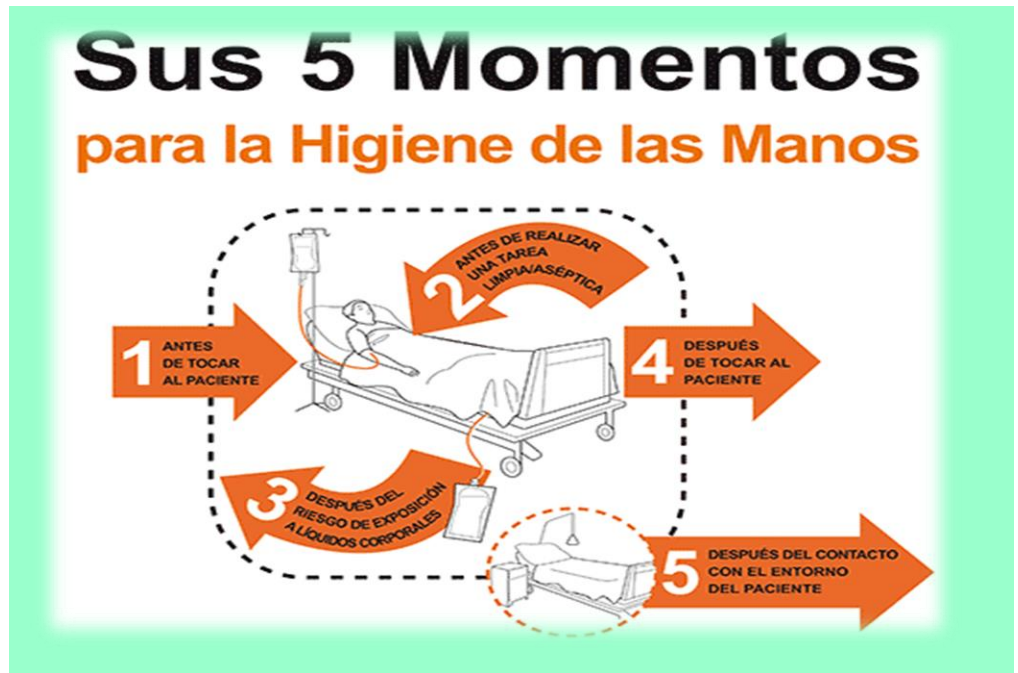 Sus 5 Momentos
para la Higiene de las Manos
1
ANTES
DE TOCAR
AL PACIENTE
2
ANTES DE REALIZAR
UNA TAREA
LIMPIA/ASÉPTICA
3
DESPUÉS DEL
RIESGO DE EXPOSICIÓN
A LÍQUIDOS CORPORALES
4
DESPUÉS
DE TOCAR AL
PACIENTE
5
DESPUÉS DEL CONTACTO
CON EL ENTORNO
DEL PACIENTE